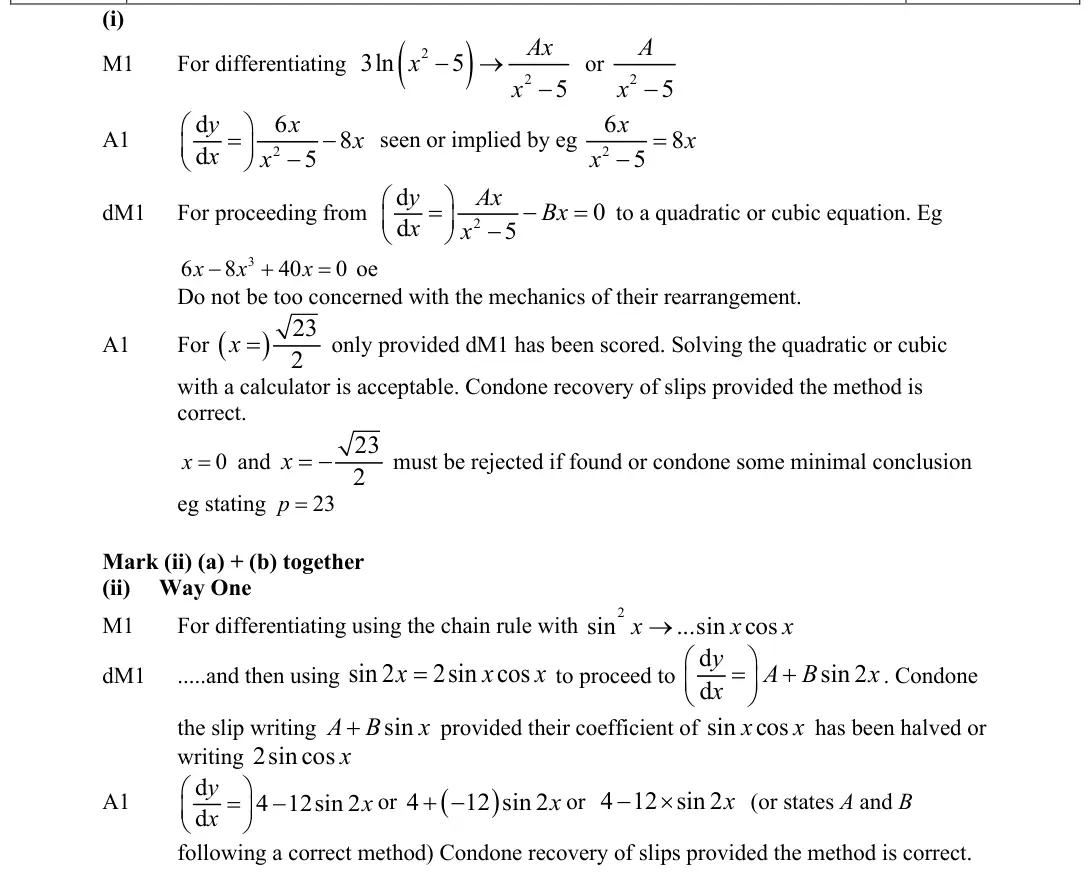 (i)
M1 For differentiating 3ln(x² − 5) → Ax/(x² − 5) or A/(x² − 5)
A1 (dy/dx =) 6x/(x² − 5) − 8x seen or implied by eg 6x/(x² − 5) = 8x
dM1 For proceeding from (dy/dx =) Ax/(x² − 5) − Bx = 0 to a quadratic or cubic equation. Eg
6x − 8x³ + 40x = 0 oe
Do not be too concerned with the mechanics of their rearrangement.
A1 For (x =) √23/2 only provided dM1 has been scored. Solving the quadratic or cubic
with a calculator is acceptable. Condone recovery of slips provided the method is
correct.
x = 0 and x = −√23/2 must be rejected if found or condone some minimal conclusion
eg stating p = 23
Mark (ii) (a) + (b) together
(ii) Way One
M1 For differentiating using the chain rule with sin² x → ...sin x cos x
dM1 .....and then using sin 2x = 2 sin x cos x to proceed to (dy/dx =) A + B sin 2x. Condone
the slip writing A + B sin x provided their coefficient of sin x cos x has been halved or
writing 2 sin cos x
A1 (dy/dx =) 4 − 12 sin 2x or 4 + (−12) sin 2x or 4 − 12 × sin 2x (or states A and B
following a correct method) Condone recovery of slips provided the method is correct.